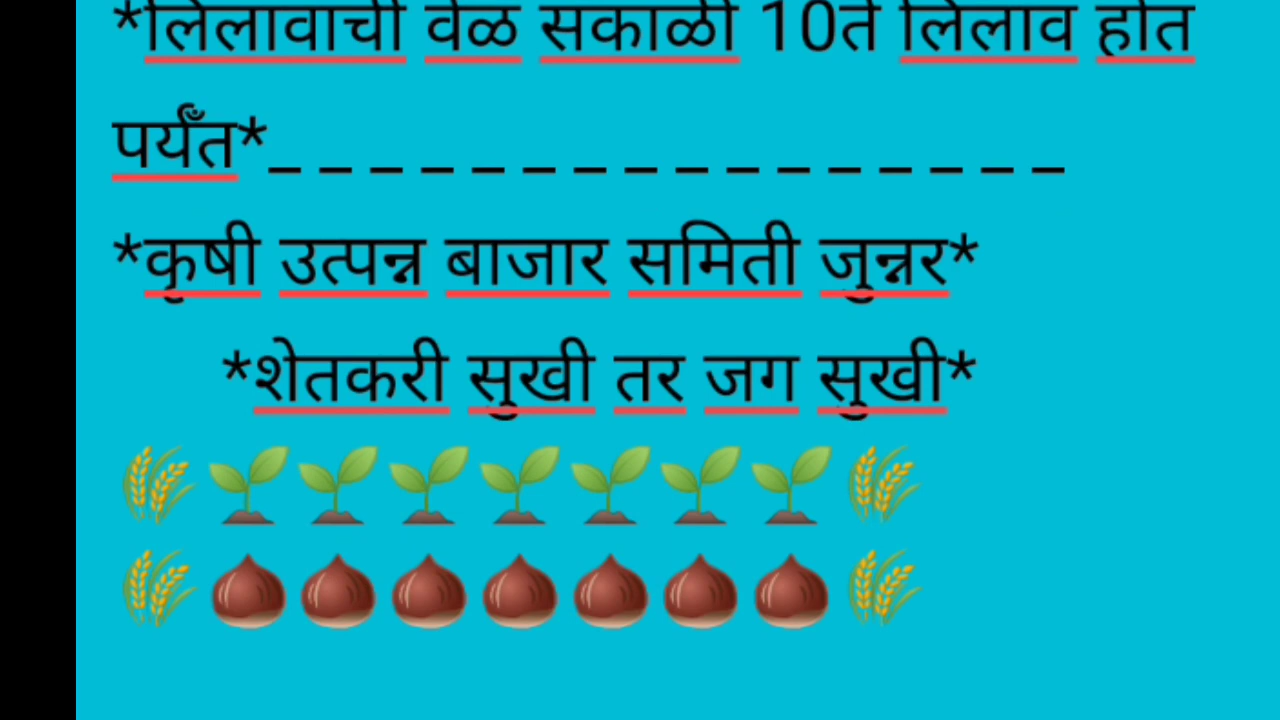 *लिलावाची वेळ सकाळी 10ते लिलाव होत
पर्यँत*_ _ _ _ _ _ _ _ _ _ _ _ _ _ _ _
*कृषी उत्पन्न बाजार समिती जुन्नर*
*शेतकरी सुखी तर जग सुखी*
🌾🌱🌱🌱🌱🌱🌱🌱🌾
🌾🌰🌰🌰🌰🌰🌰🌰🌾